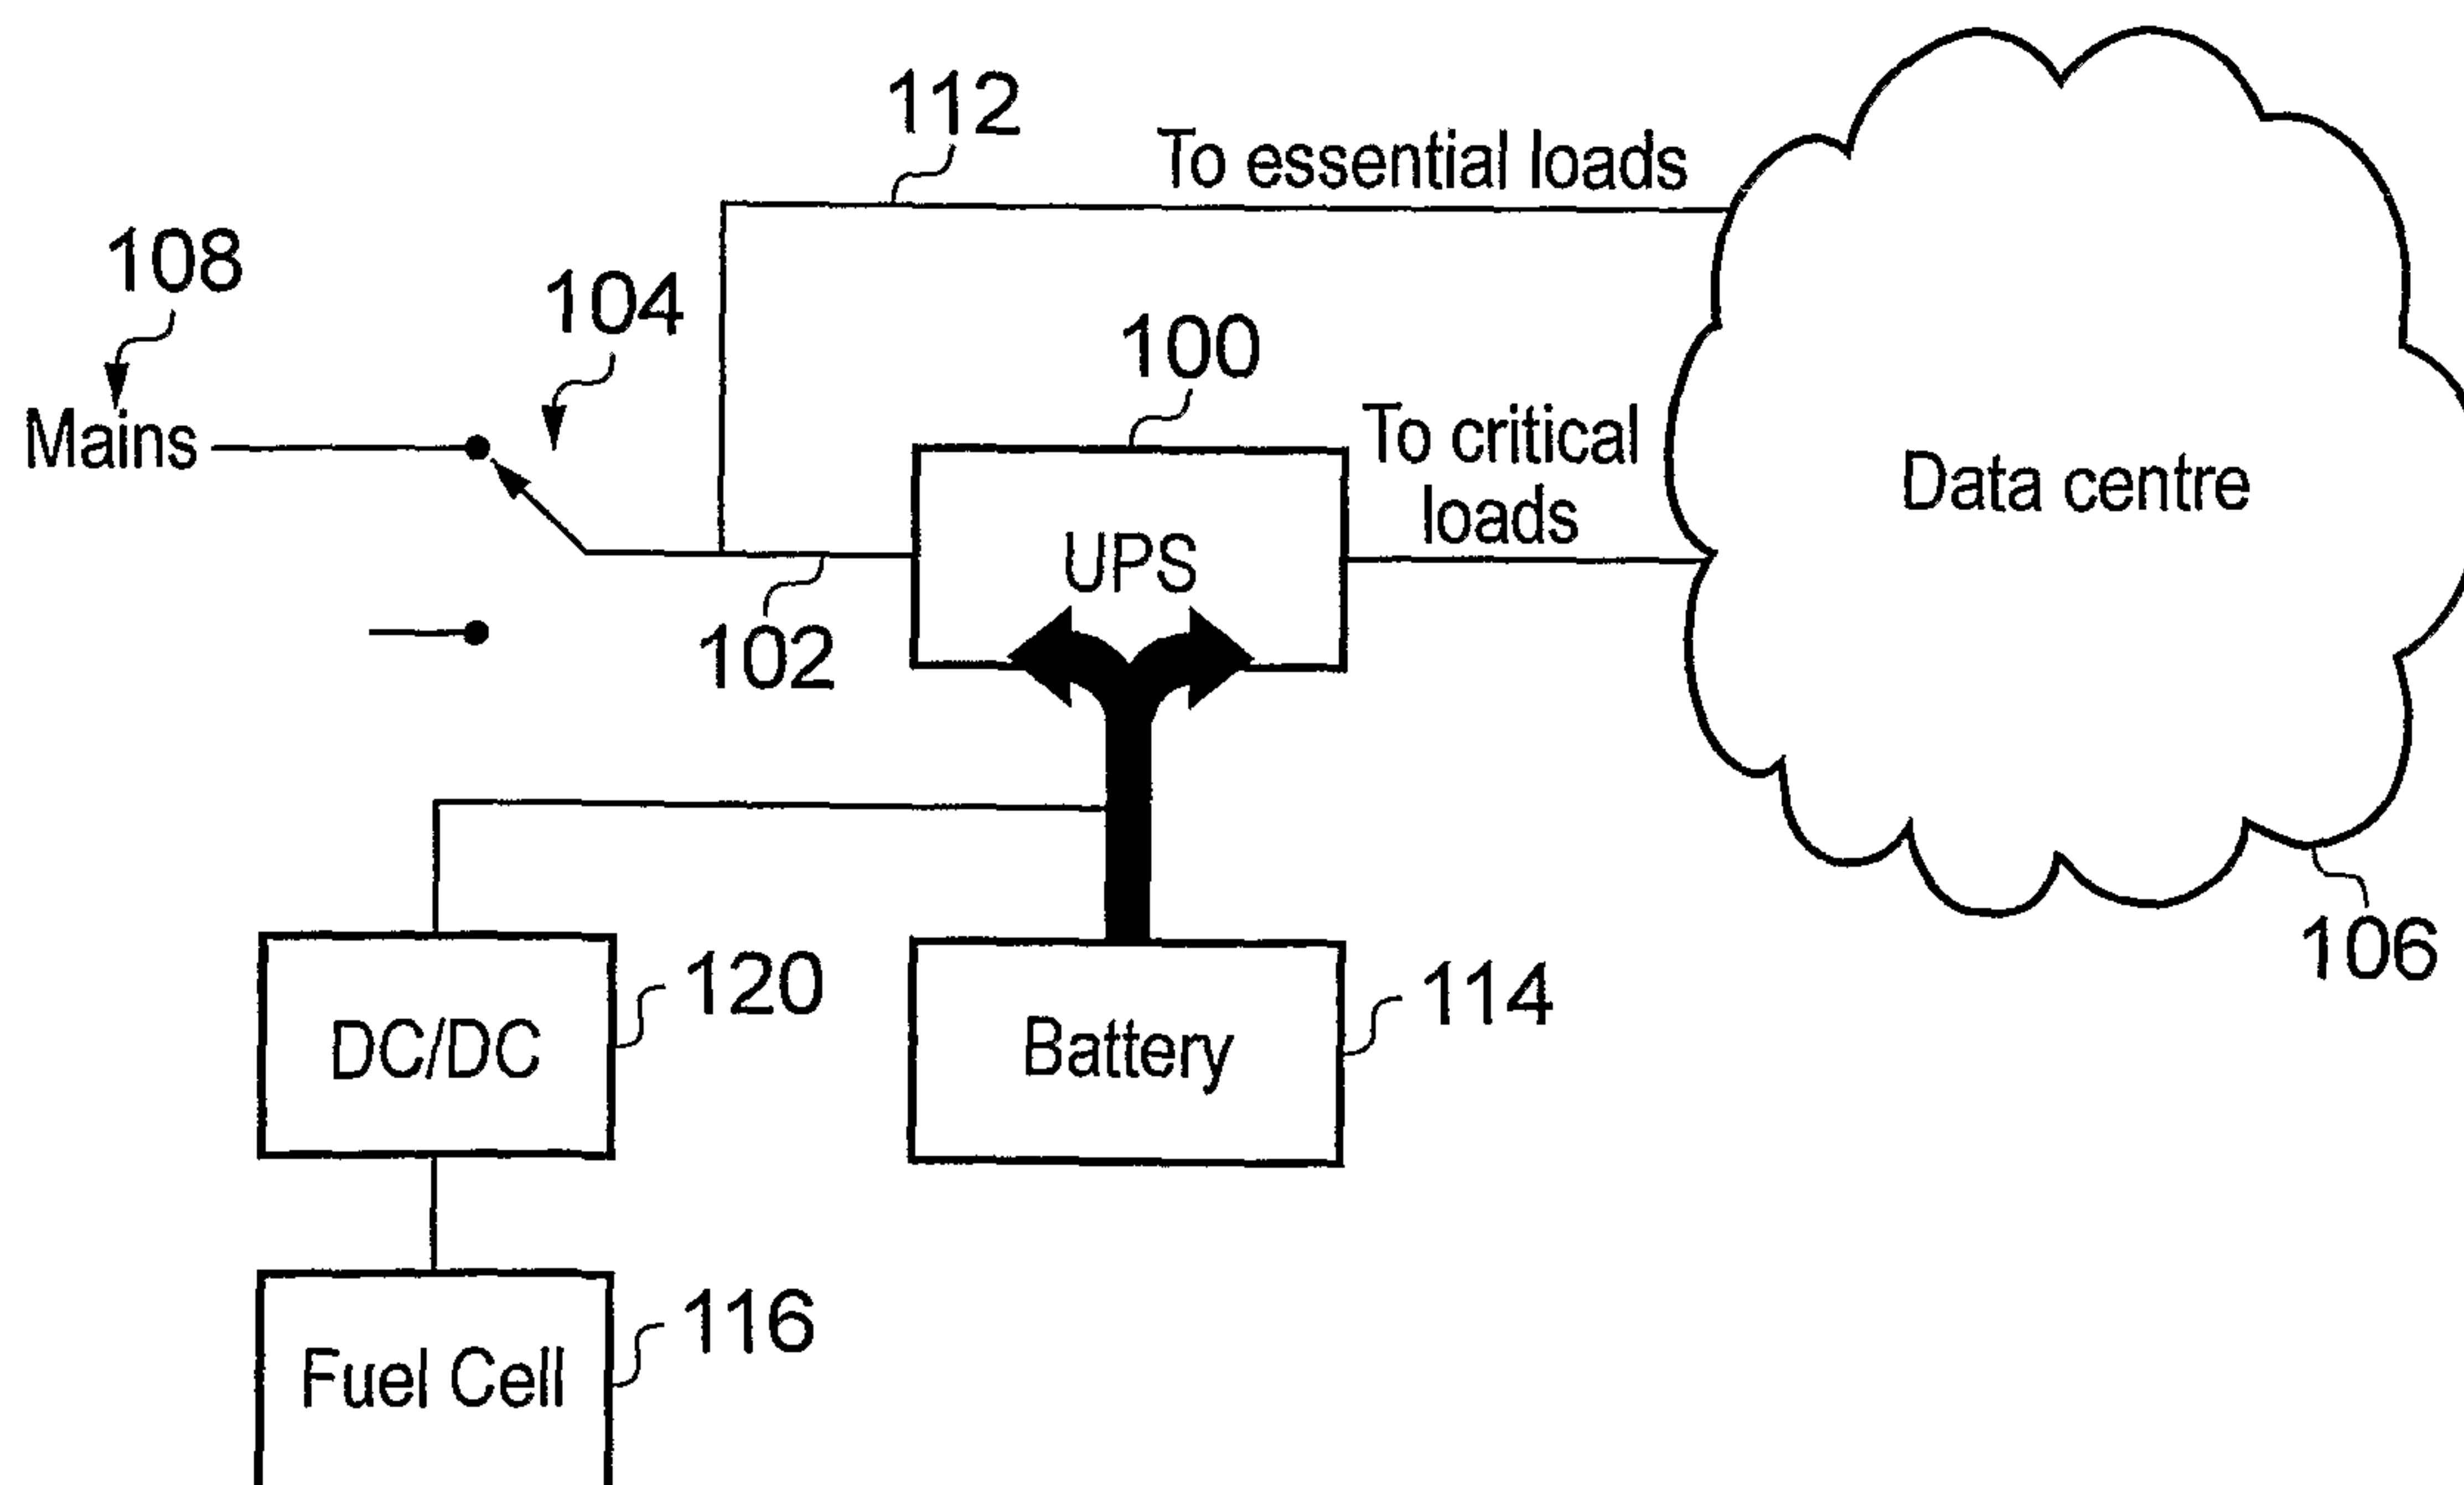 112
To essential loads
108
104
100
Mains
To critical
loads
Data centre
UPS
102
106
DC/DC
120
Battery
114
Fuel Cell
116